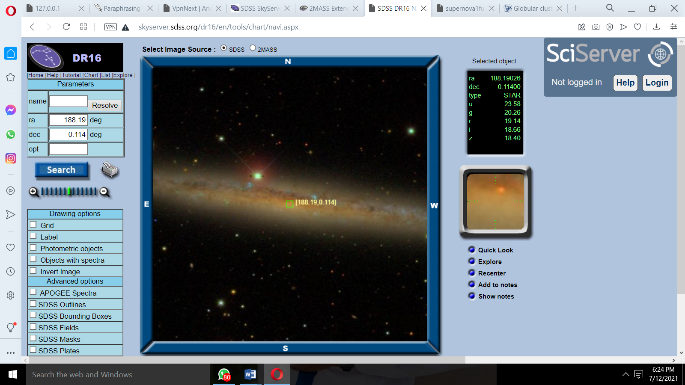 127.0.0.1
Paraphrasing
VpnNext | An
SDSS SkySer
2MASS Exten
SDSS DR16 N
supernova1ha
Globular cluster
VPN
skyserver.sdss.org/dr16/en/tools/chart/navi.aspx
DR16
Home | Help | Tutorial | Chart | List | Explore
Parameters
name
Resolve
ra 188.19 deg
dec 0.114 deg
opt
Search
Drawing options
Grid
Label
Photometric objects
Objects with spectra
Invert Image
Advanced options
APOGEE Spectra
SDSS Outlines
SDSS Bounding Boxes
SDSS Fields
SDSS Masks
SDSS Plates
Select Image Source : SDSS 2MASS
N
E
W
S
[188.19,0.114]
Selected object
ra 188.19026
dec 0.11400
type STAR
u 23.58
g 20.26
r 19.14
i 18.66
z 18.40
Quick Look
Explore
Recenter
Add to notes
Show notes
SciServer
Not logged in
Help
Login
Search the web and Windows
6:24 PM
7/12/2021